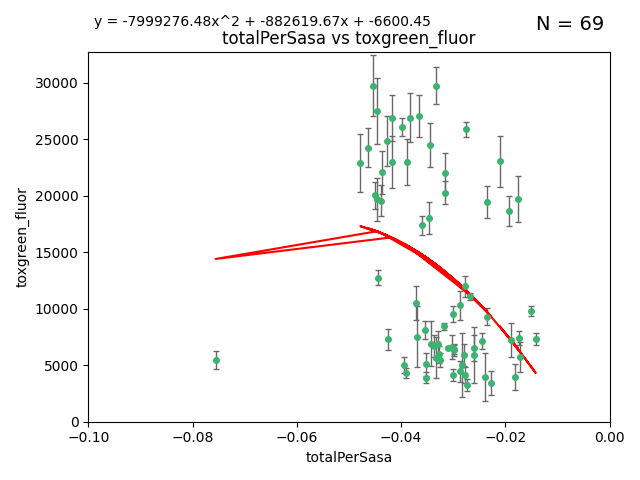 y = -7999276.48x^2 + -882619.67x + -6600.45
N = 69
totalPerSasa vs toxgreen_fluor
30000
25000
20000
15000
10000
5000
0
toxgreen_fluor
−0.10
−0.08
−0.06
−0.04
−0.02
0.00
totalPerSasa